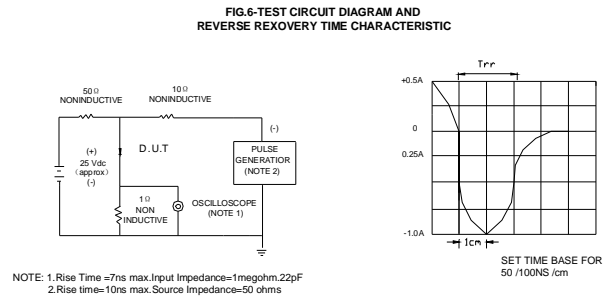 FIG.6-TEST CIRCUIT DIAGRAM AND
REVERSE REXOVERY TIME CHARACTERISTIC
50Ω
NONINDUCTIVE
10Ω
NONINDUCTIVE
(+)
25 Vdc
(approx)
(-)
D.U.T
1Ω
NON
INDUCTIVE
OSCILLOSCOPE
(NOTE 1)
(-)
PULSE
GENERATIOR
(NOTE 2)
Trr
+0.5A
0
0.25A
-1.0A
1cm
SET TIME BASE FOR
50 /100NS /cm
NOTE: 1.Rise Time =7ns max.Input Impedance=1megohm.22pF
2.Rise time=10ns max.Source Impedance=50 ohms